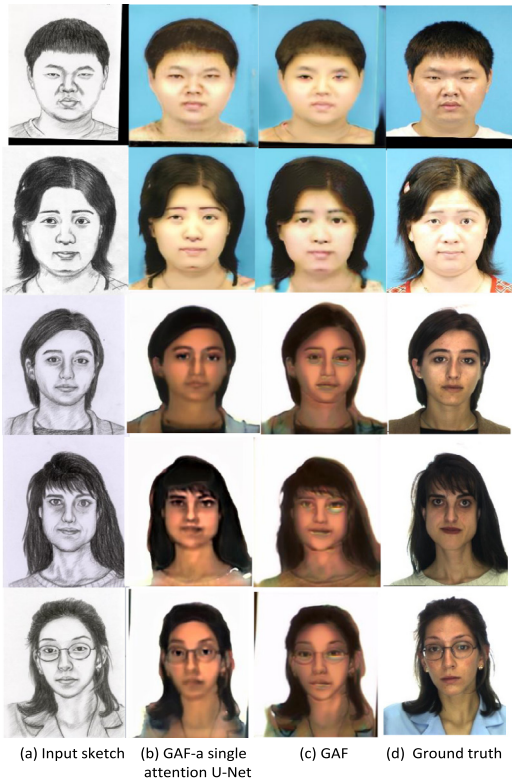 (a) Input sketch (b) GAF-a single (c) GAF (d) Ground truth
attention U-Net